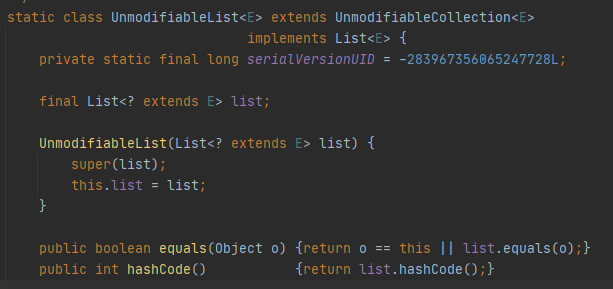 static class UnmodifiableList<E> extends UnmodifiableCollection<E>
                              implements List<E> {
    private static final long serialVersionUID = -283967356065247728L;

    final List<? extends E> list;

    UnmodifiableList(List<? extends E> list) {
        super(list);
        this.list = list;
    }

    public boolean equals(Object o) {return o == this || list.equals(o);}
    public int hashCode()           {return list.hashCode();}